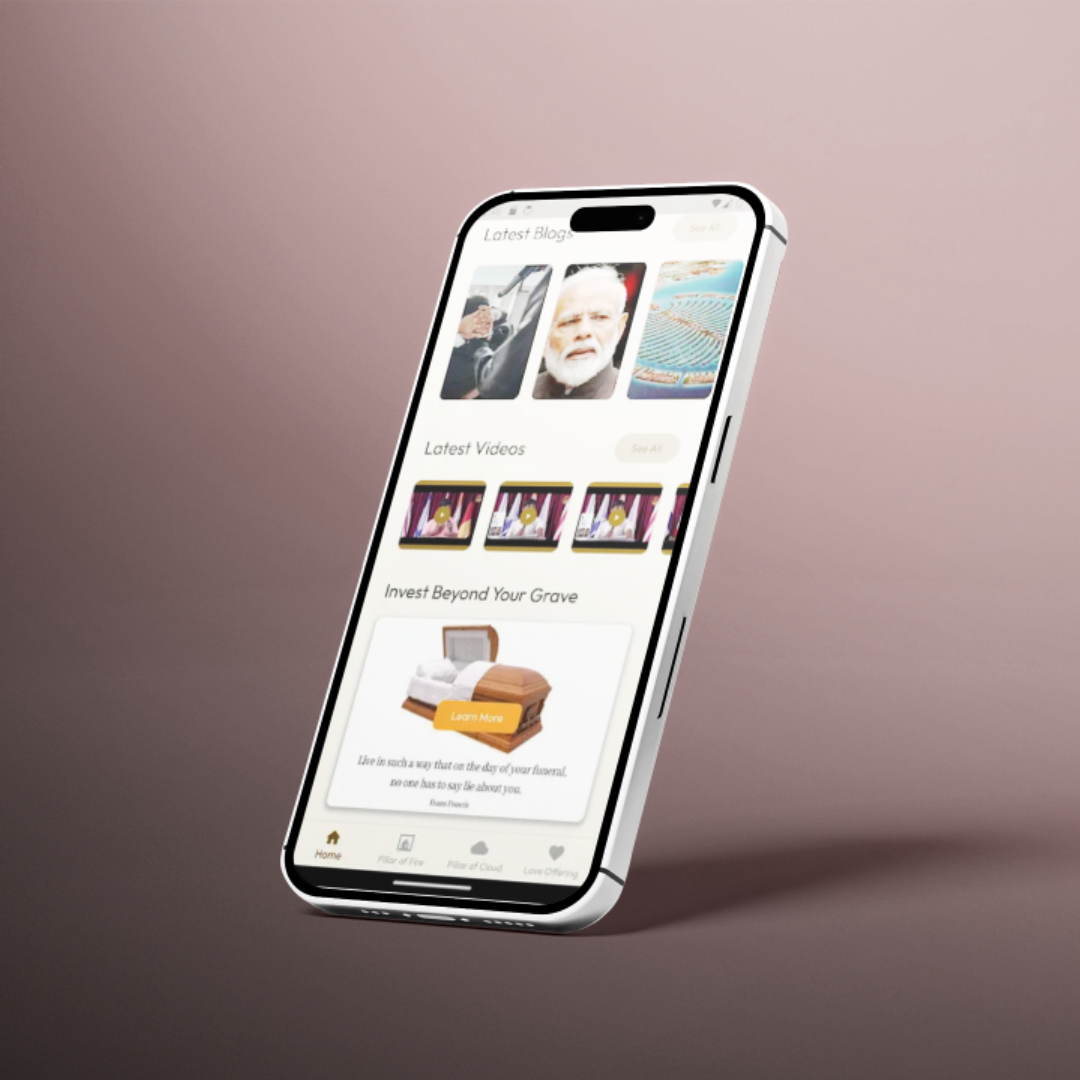 Latest Blogs
See All
Latest Videos
See All
Invest Beyond Your Grave
Learn More
Live in such a way that on the day of your funeral,
no one has to say lie about you.
Home
Pillar of Fire
Pillar of Cloud
Love Offering